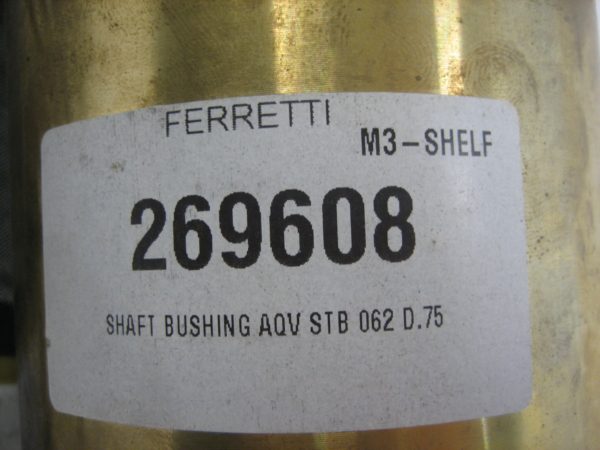 FERRETTI
M3-SHELF
269608
SHAFT BUSHING AQV STB 062 D.75